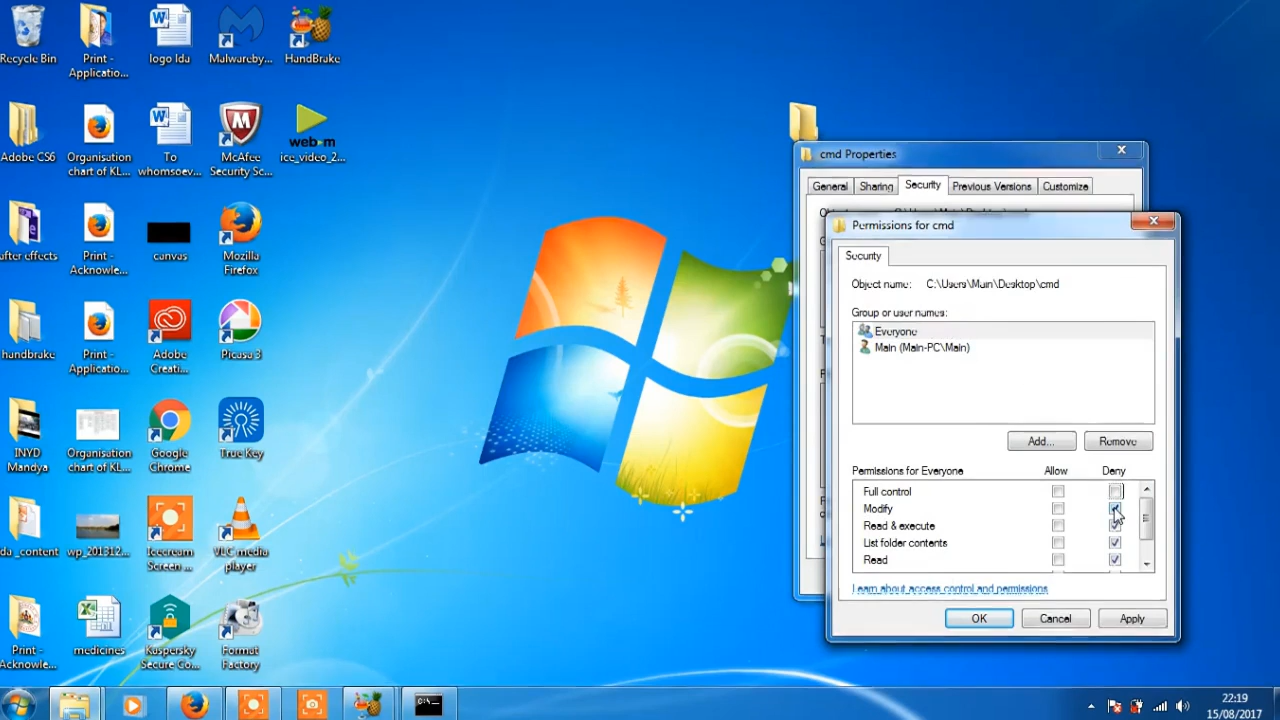 Recycle Bin
Print -
Applicatio...
logo lda
Malwareby...
HandBrake
Adobe CS6
Organisation
chart of KL...
To
whomsoev...
McAfee
Security Sc...
webm
ice_video_2...
after effects
Print -
Acknowle...
canvas
Mozilla
Firefox
handbrake
Print -
Applicatio...
Adobe
Creati...
Picasa 3
INYD
Mandya
Organisation
chart of KL...
Google
Chrome
True Key
da _content
wp_201312...
Icecream
Screen ...
VLC media
player
Print -
Acknowle...
medicines
Kaspersky
Secure Co...
Format
Factory
cmd Properties
General
Sharing
Security
Previous Versions
Customize
Permissions for cmd
Security
Object name: C:\Users\Main\Desktop\cmd
Group or user names:
Everyone
Main (Main-PC\Main)
Add...
Remove
Permissions for Everyone
Allow
Deny
Full control
Modify
Read & execute
List folder contents
Read
Learn about access control and permissions
OK
Cancel
Apply
22:19
15/08/2017